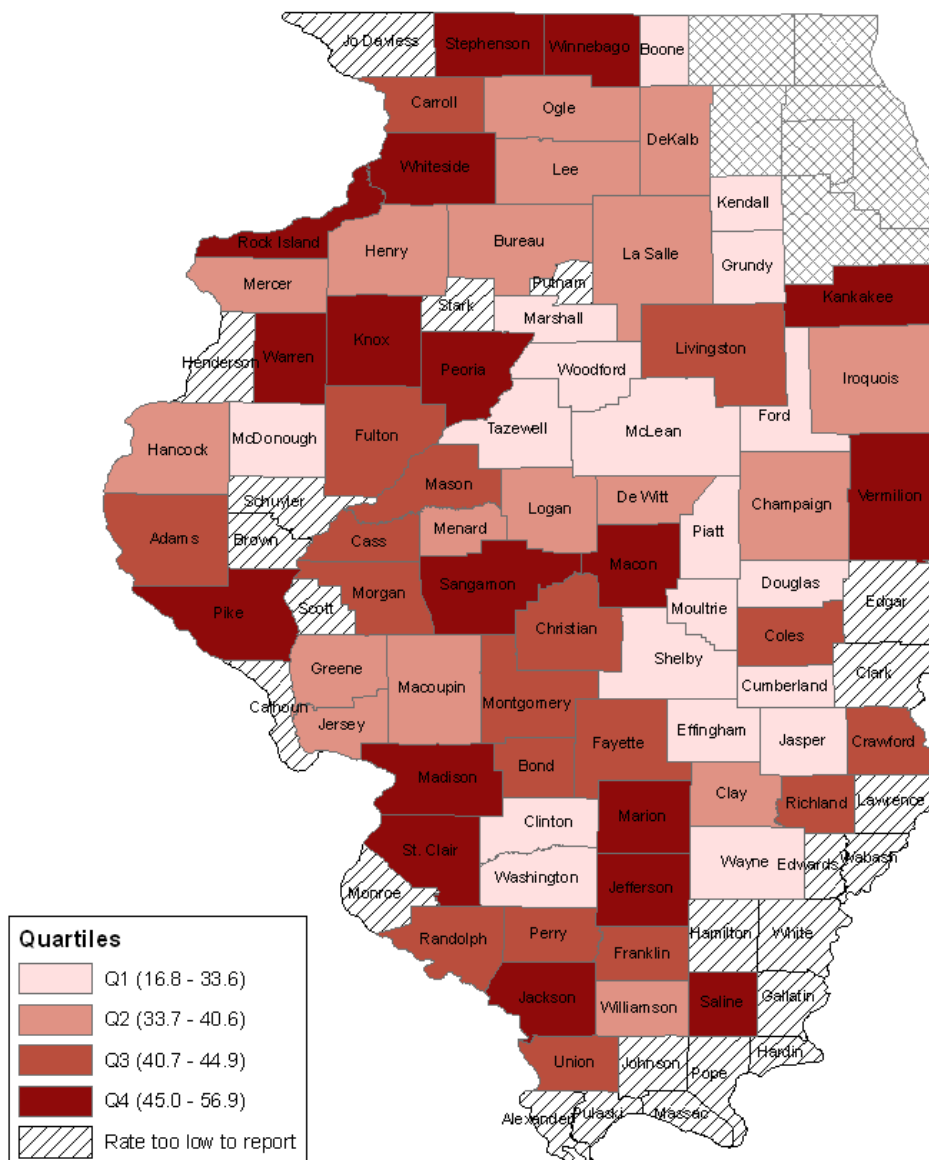 Jo Daviess
Stephenson
Winnebago
Boone
Carroll
Ogle
DeKalb
Whiteside
Lee
Kendall
Rock Island
Henry
Bureau
La Salle
Grundy
Mercer
Putnam
Kankakee
Stark
Marshall
Henderson
Warren
Knox
Peoria
Livingston
Woodford
Iroquois
Ford
McDonough
Tazewell
McLean
Hancock
Fulton
Mason
De Witt
Vermilion
Schuyler
Logan
Champaign
Adams
Brown
Cass
Menard
Piatt
Sangamon
Macon
Douglas
Pike
Scott
Morgan
Moultrie
Edgar
Christian
Coles
Greene
Shelby
Clark
Macoupin
Cumberland
Calhoun
Jersey
Montgomery
Effingham
Fayette
Jasper
Crawford
Madison
Bond
Clay
Richland
Lawrence
Clinton
Marion
St. Clair
Wayne
Edwards
Wabash
Washington
Jefferson
Monroe
Randolph
Perry
Hamilton
White
Franklin
Jackson
Williamson
Saline
Gallatin
Union
Johnson
Pope
Hardin
Alexander
Pulaski
Massac
Quartiles
Q1 (16.8 - 33.6)
Q2 (33.7 - 40.6)
Q3 (40.7 - 44.9)
Q4 (45.0 - 56.9)
Rate too low to report